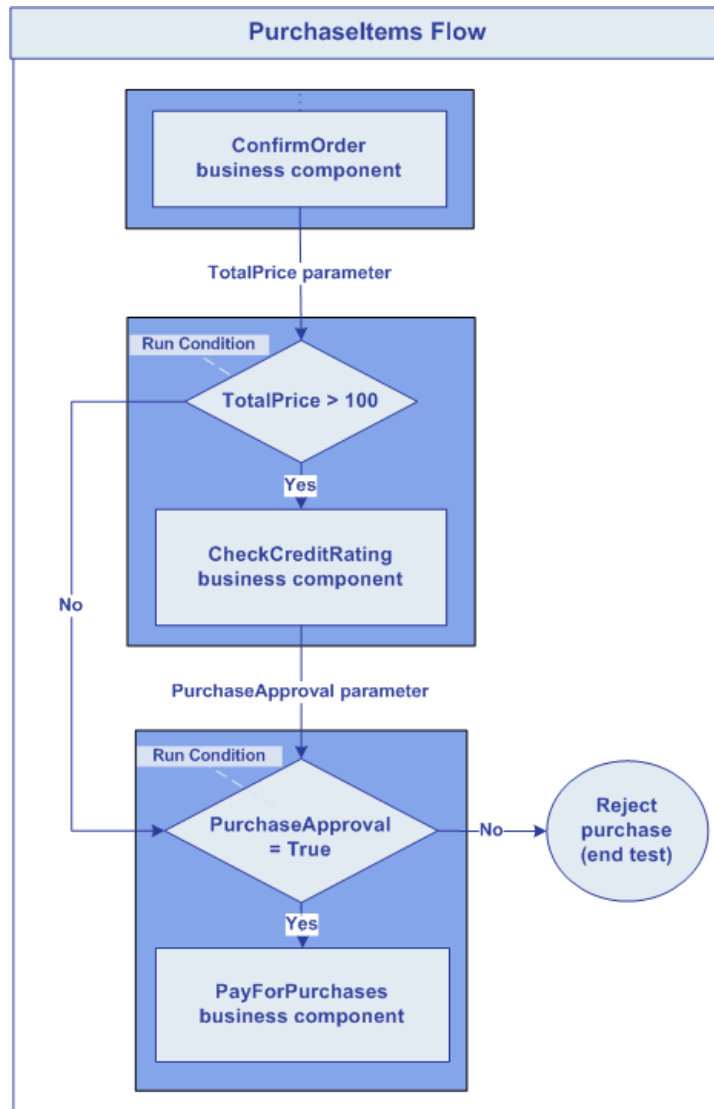 PurchaseItems Flow
ConfirmOrder
business component
TotalPrice parameter
Run Condition
TotalPrice > 100
Yes
CheckCreditRating
business component
No
PurchaseApproval parameter
Run Condition
PurchaseApproval
= True
No
Reject
purchase
(end test)
Yes
PayForPurchases
business component